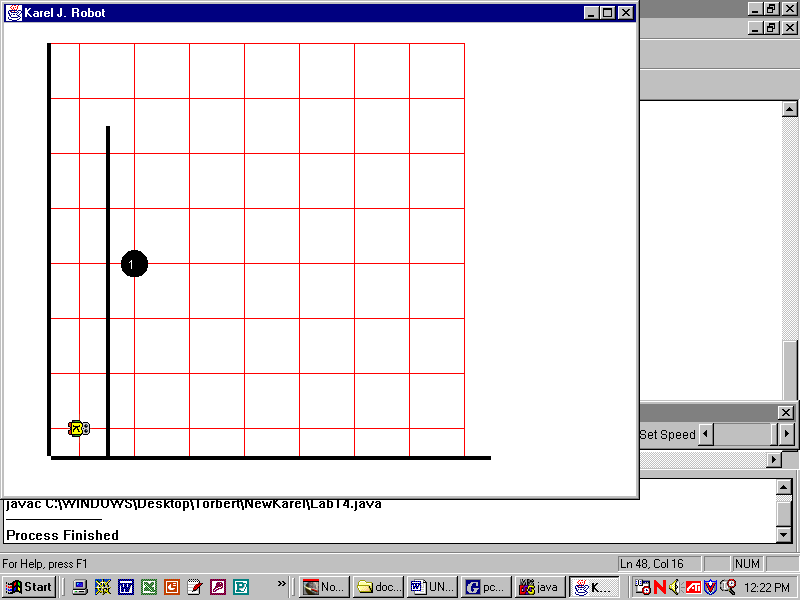 Karel J. Robot
1
Set Speed
javac C:\WINDOWS\Desktop\Torbert\NewKarel\Lab14.java
Process Finished
For Help, press F1
Ln 48, Col 16
NUM
Start
»
No...
doc...
UN...
pc...
java
K...
12:22 PM